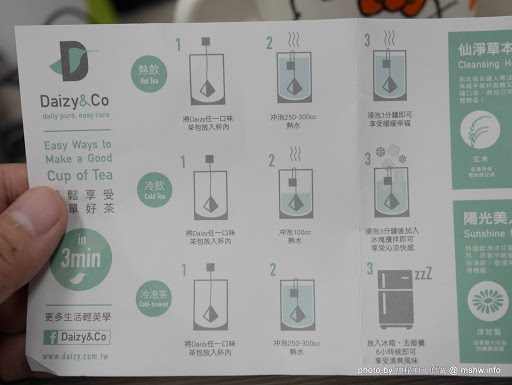 Daizy&Co
daily pure, easy care
Easy Ways to
Make a Good
Cup of Tea
鬆享受
單好茶
in
3min
更多生活輕美學
f Daizy&Co
www.daizy.com.tw
熱飲
Hot Tea
1
將Daizy任一口味
茶包放入杯內
2
冲泡250-300cc
熱水
3
浸泡3分鐘即可
享受暖暖幸福
冷飲
Cold Tea
1
將Daizy任一口味
茶包放入杯內
2
冲泡100cc
熱水
3
浸泡3分鐘後加入
冰塊攪拌即可
享受沁涼快感
冷泡茶
Cold-brewed
1
將Daizy任一口味
茶包放入杯內
2
冲泡250-300cc
熱水
3
zzZ
放入冰箱，去睡覺
6小時即可
享受清爽風味
仙淨草本
Cleansing H
玄米
陽光美人
Sunshine
洋甘菊
photo by
mshw.info